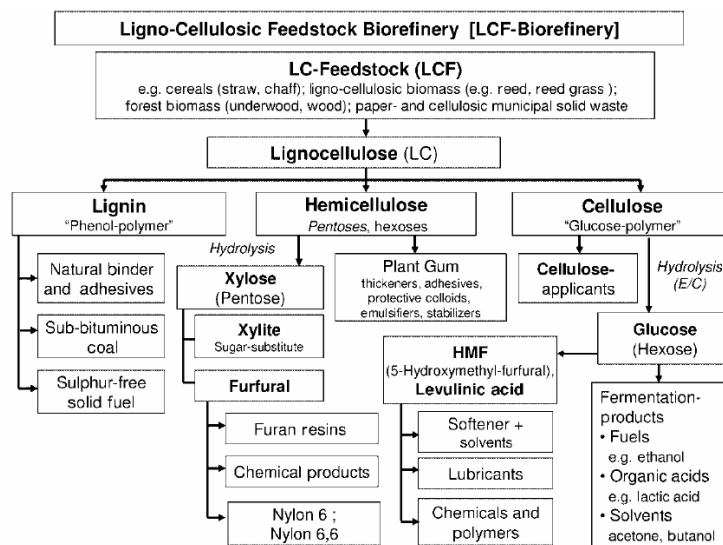 Ligno-Cellulosic Feedstock Biorefinery [LCF-Biorefinery]
LC-Feedstock (LCF)
e.g. cereals (straw, chaff); ligno-cellulosic biomass (e.g. reed, reed grass );
forest biomass (underwood, wood); paper- and cellulosic municipal solid waste
Lignocellulose (LC)
Lignin
“Phenol-polymer”
Natural binder
and adhesives
Sub-bituminous
coal
Sulphur-free
solid fuel
Hemicellulose
Pentoses, hexoses
Hydrolysis
Xylose
(Pentose)
Xylite
Sugar-substitute
Furfural
Furan resins
Chemical products
Nylon 6 ;
Nylon 6,6
Plant Gum
thickeners, adhesives,
protective colloids,
emulsifiers, stabilizers
Cellulose
“Glucose-polymer”
Cellulose-
applicants
Hydrolysis
(E/C)
Glucose
(Hexose)
HMF
(5-Hydroxymethyl-furfural),
Levulinic acid
Softener +
solvents
Lubricants
Chemicals and
polymers
Fermentation-
products
• Fuels
e.g. ethanol
• Organic acids
e.g. lactic acid
• Solvents
acetone, butanol